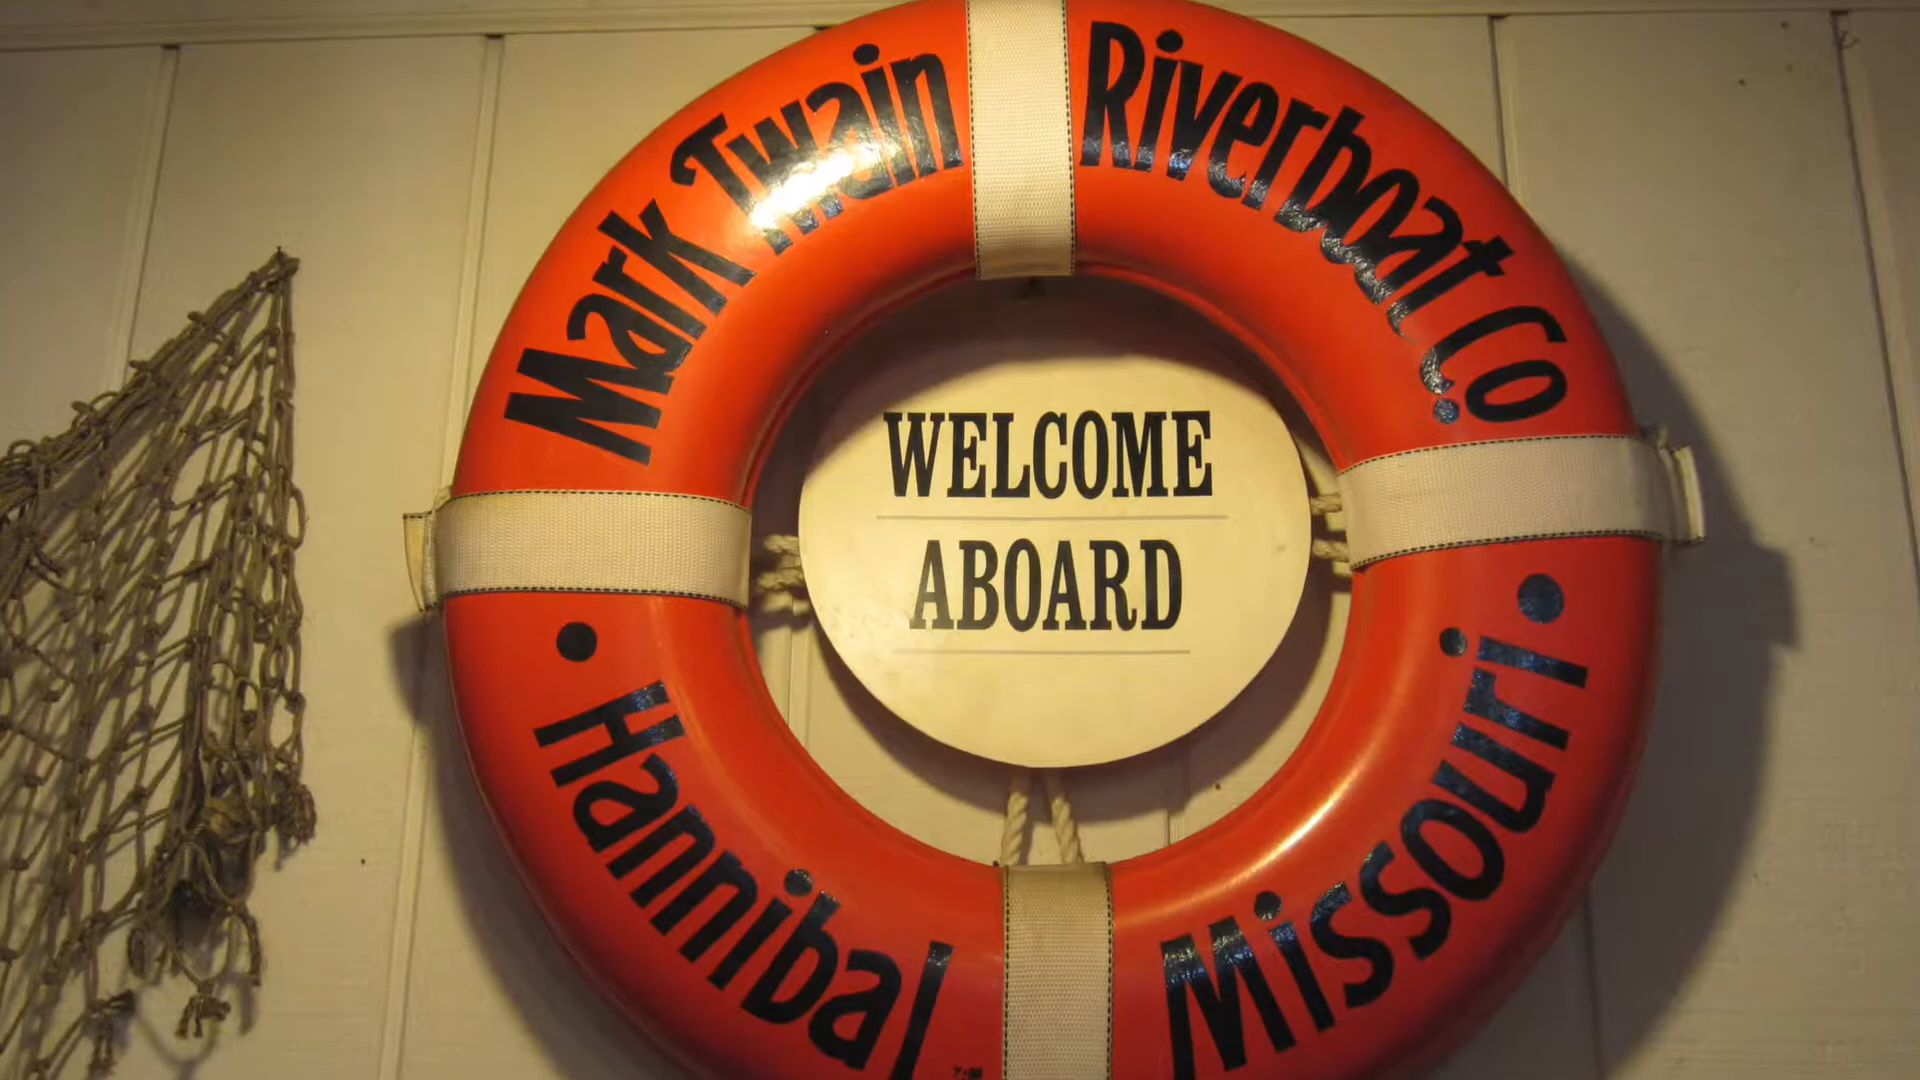 Mark Twain
Riverboat Co
WELCOME
ABOARD
Hannibal
Missouri